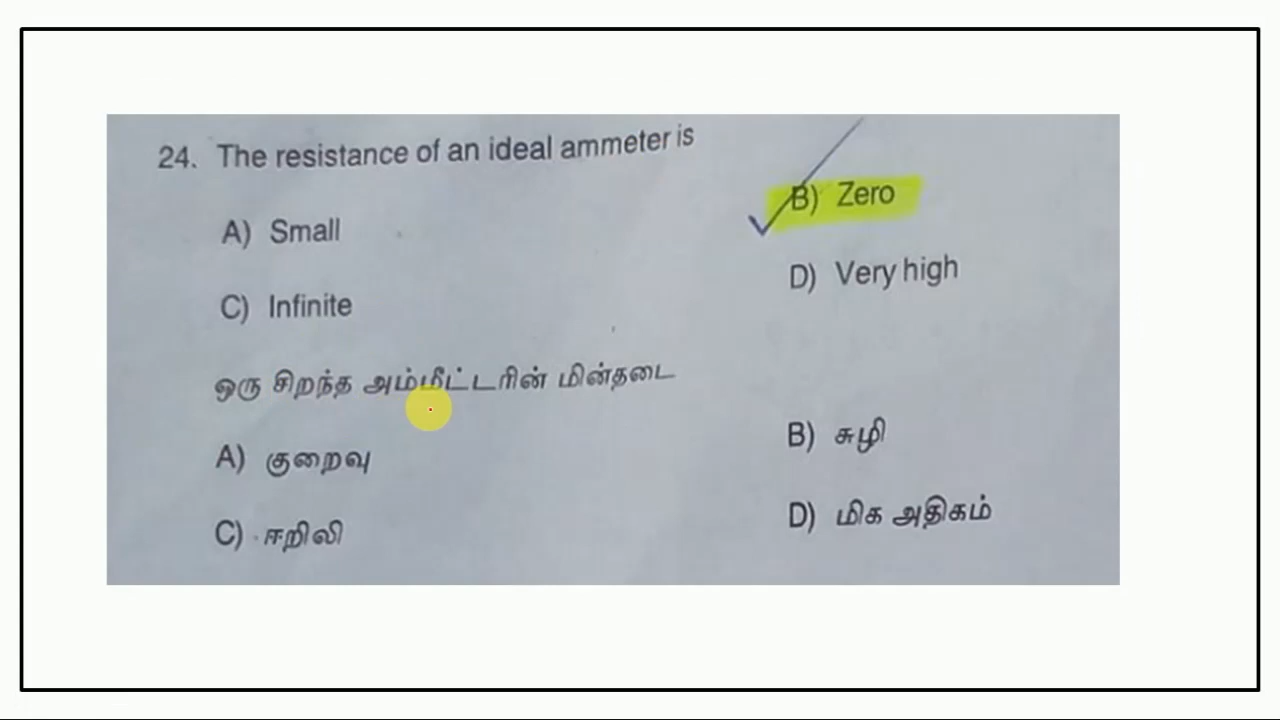 24. The resistance of an ideal ammeter is
A) Small
B) Zero
C) Infinite
D) Very high
ஒரு சிறந்த அம்மீட்டரின் மின்தடை
A) குறைவு
B) சுழி
C) ஈறிலி
D) மிக அதிகம்